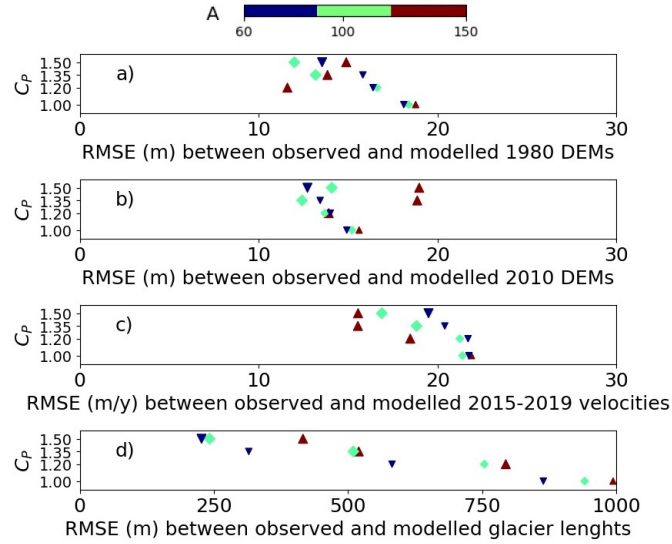 A
60 100 150
1.50
1.35
1.20
1.00
C_P
a)
0 10 20 30
RMSE (m) between observed and modelled 1980 DEMs
1.50
1.35
1.20
1.00
C_P
b)
0 10 20 30
RMSE (m) between observed and modelled 2010 DEMs
1.50
1.35
1.20
1.00
C_P
c)
0 10 20 30
RMSE (m/y) between observed and modelled 2015-2019 velocities
1.50
1.35
1.20
1.00
C_P
d)
0 250 500 750 1000
RMSE (m) between observed and modelled glacier lenghts